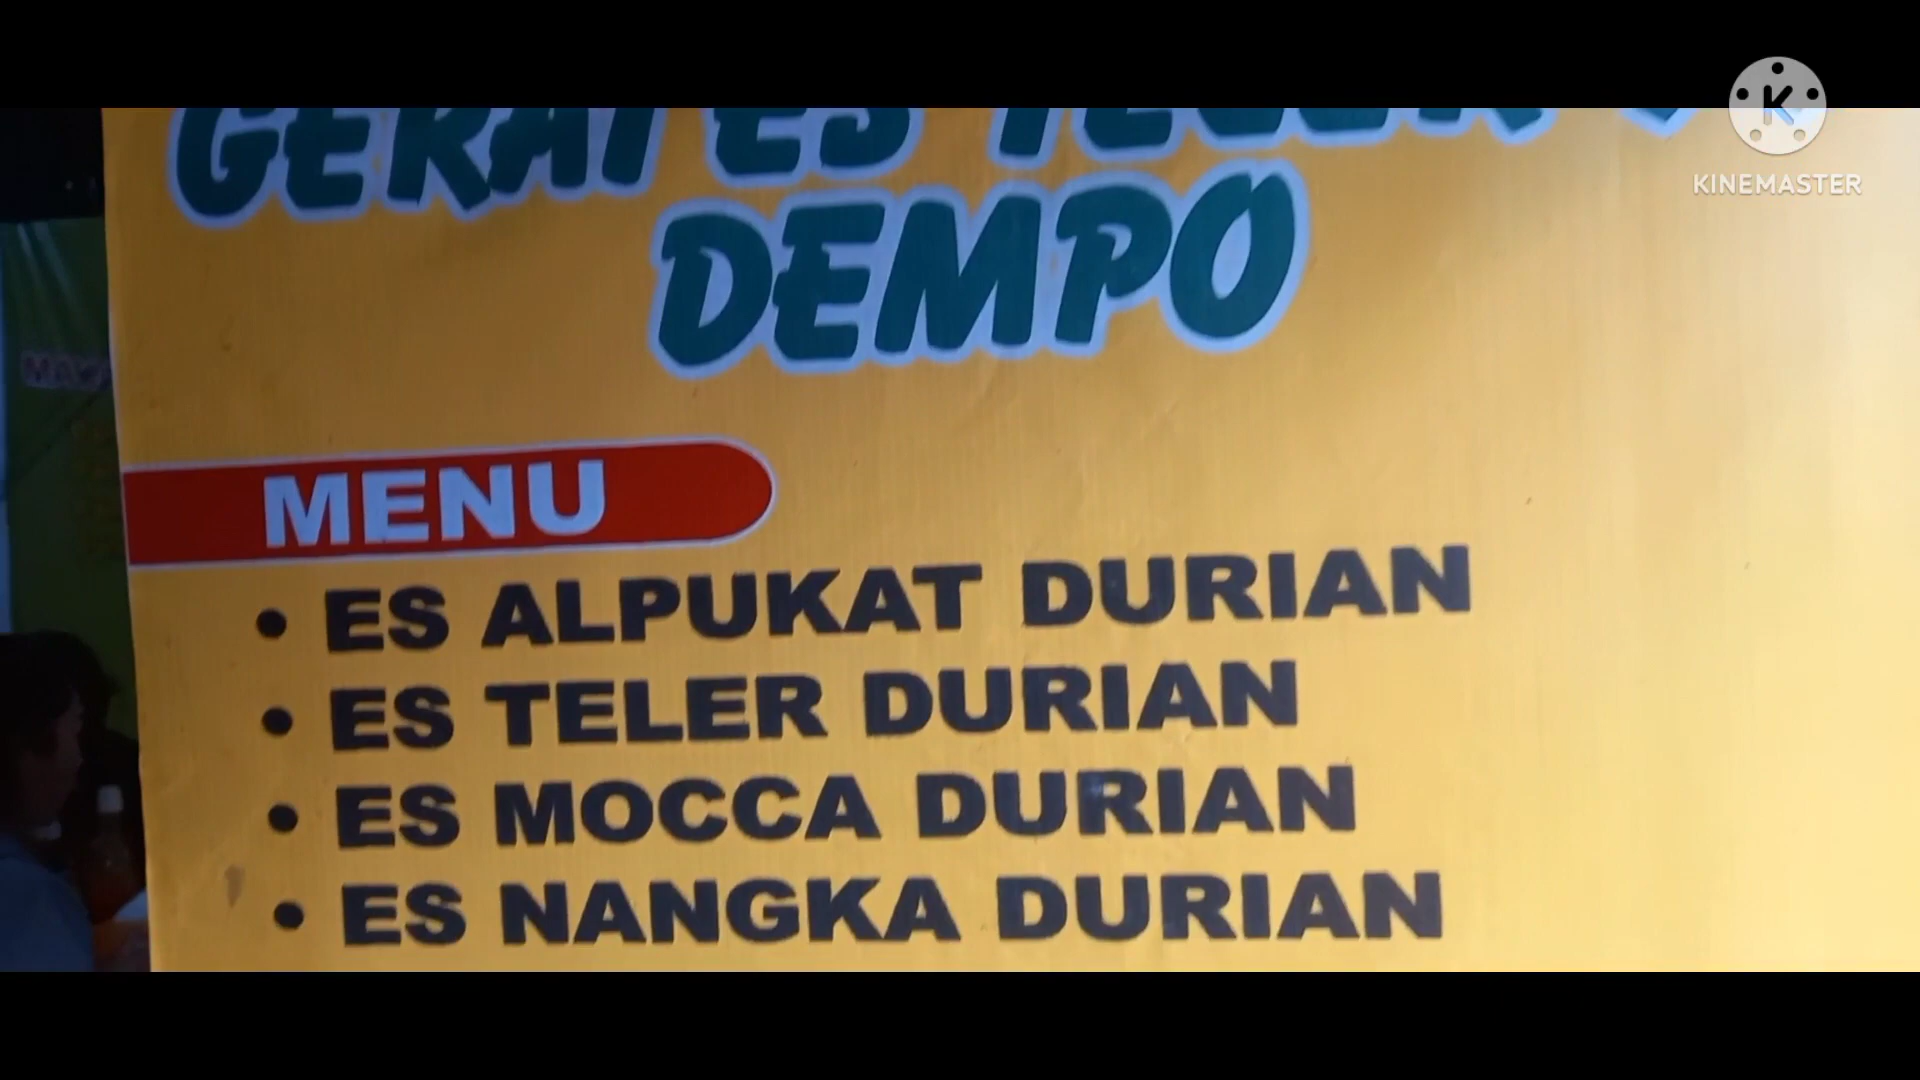 GERAI ES TELER
DEMPO
MENU
• ES ALPUKAT DURIAN
• ES TELER DURIAN
• ES MOCCA DURIAN
• ES NANGKA DURIAN
KINEMASTER